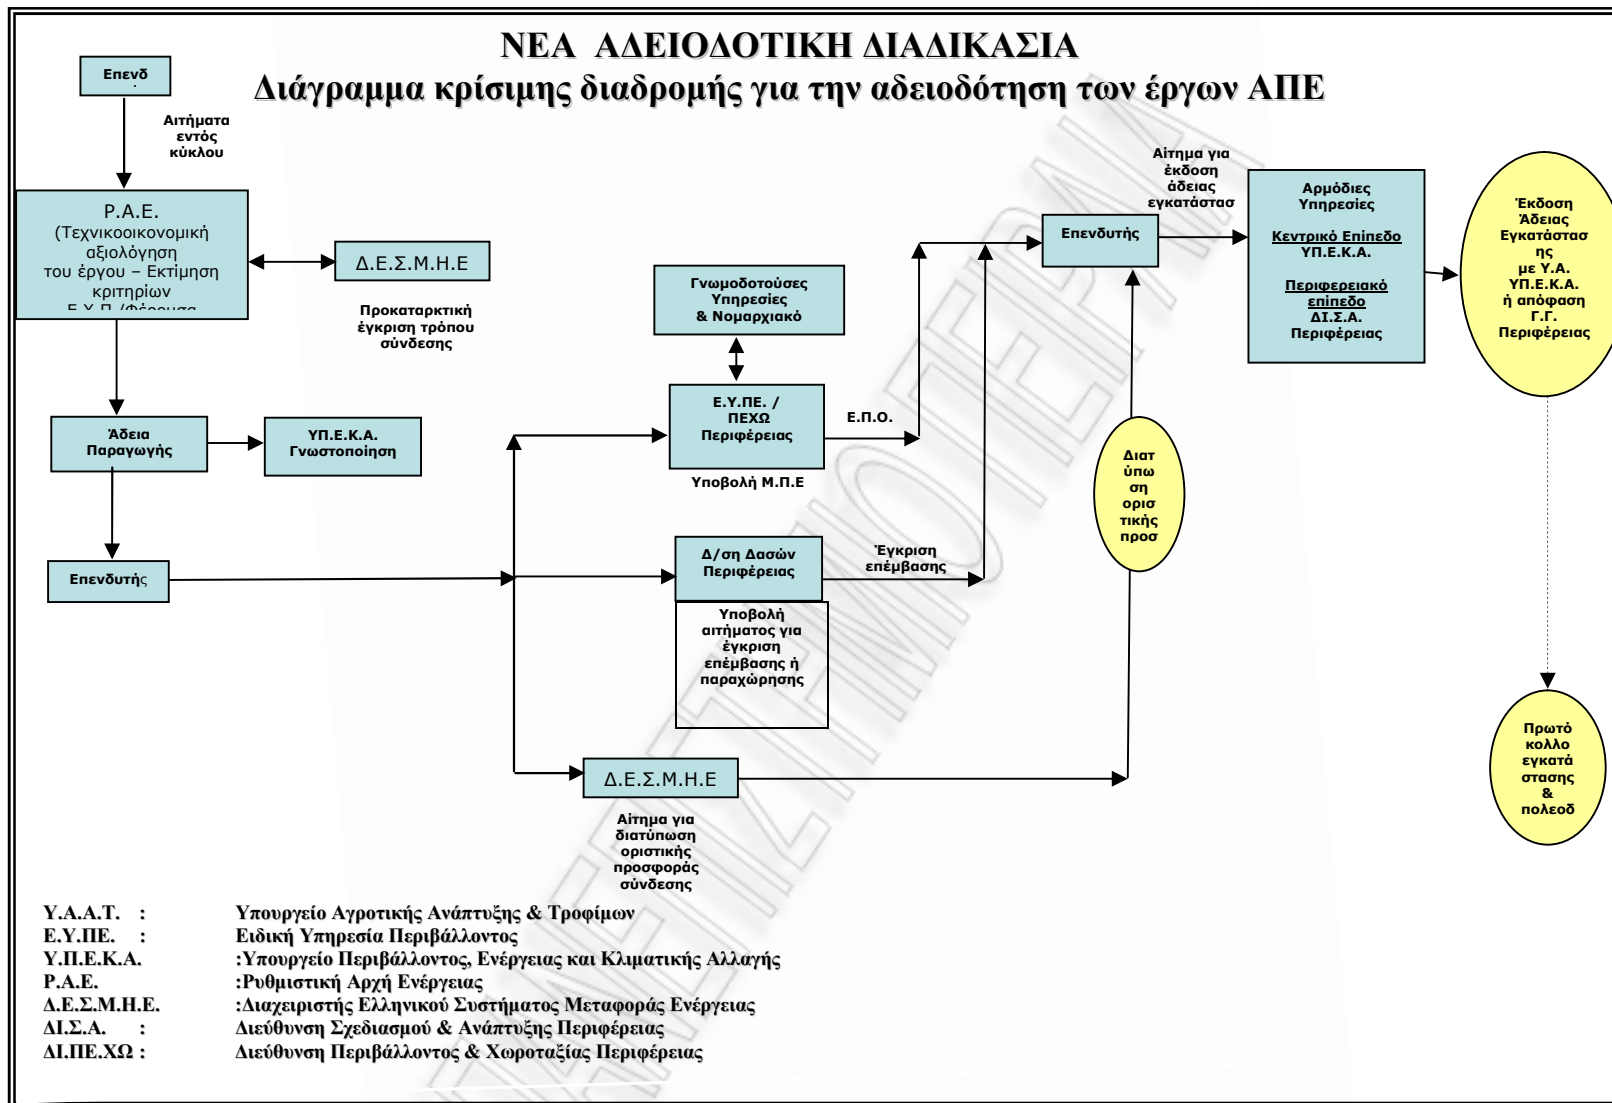 ΝΕΑ ΑΔΕΙΟΔΟΤΙΚΗ ΔΙΑΔΙΚΑΣΙΑ
Διάγραμμα κρίσιμης διαδρομής για την αδειοδότηση των έργων ΑΠΕ
Επενδ
.
Αιτήματα
εντός
κύκλου
Ρ.Α.Ε.
(Τεχνικοοικονομική
αξιολόγηση
του έργου – Εκτίμηση
κριτηρίων
Ε.Χ.Π./Φέρουσα
Δ.Ε.Σ.Μ.Η.Ε
Προκαταρκτική
έγκριση τρόπου
σύνδεσης
Άδεια
Παραγωγής
ΥΠ.Ε.Κ.Α.
Γνωστοποίηση
Επενδυτής
Γνωμοδοτούσες
Υπηρεσίες
& Νομαρχιακό
Ε.Υ.ΠΕ. /
ΠΕΧΩ
Περιφέρειας
Υποβολή Μ.Π.Ε
Ε.Π.Ο.
Δ/ση Δασών
Περιφέρειας
Έγκριση
επέμβασης
Υποβολή
αιτήματος για
έγκριση
επέμβασης ή
παραχώρησης
Δ.Ε.Σ.Μ.Η.Ε
Αίτημα για
διατύπωση
οριστικής
προσφοράς
σύνδεσης
Διατ
ύπω
ση
ορισ
τικής
προσ
Επενδυτής
Αίτημα για
έκδοση
άδειας
εγκατάστασ
Αρμόδιες
Υπηρεσίες
Κεντρικό Επίπεδο
ΥΠ.Ε.Κ.Α.
Περιφερειακό
επίπεδο
ΔΙ.Σ.Α.
Περιφέρειας
Έκδοση
Άδειας
Εγκατάστασ
ης
με Υ.Α.
ΥΠ.Ε.Κ.Α.
ή απόφαση
Γ.Γ.
Περιφέρειας
Πρωτό
κολλο
εγκατά
στασης
&
πολεοδ
Υ.Α.Α.Τ. : Υπουργείο Αγροτικής Ανάπτυξης & Τροφίμων
Ε.Υ.ΠΕ. : Ειδική Υπηρεσία Περιβάλλοντος
Υ.Π.Ε.Κ.Α. :Υπουργείο Περιβάλλοντος, Ενέργειας και Κλιματικής Αλλαγής
Ρ.Α.Ε. :Ρυθμιστική Αρχή Ενέργειας
Δ.Ε.Σ.Μ.Η.Ε. :Διαχειριστής Ελληνικού Συστήματος Μεταφοράς Ενέργειας
ΔΙ.Σ.Α. : Διεύθυνση Σχεδιασμού & Ανάπτυξης Περιφέρειας
ΔΙ.ΠΕ.ΧΩ : Διεύθυνση Περιβάλλοντος & Χωροταξίας Περιφέρειας